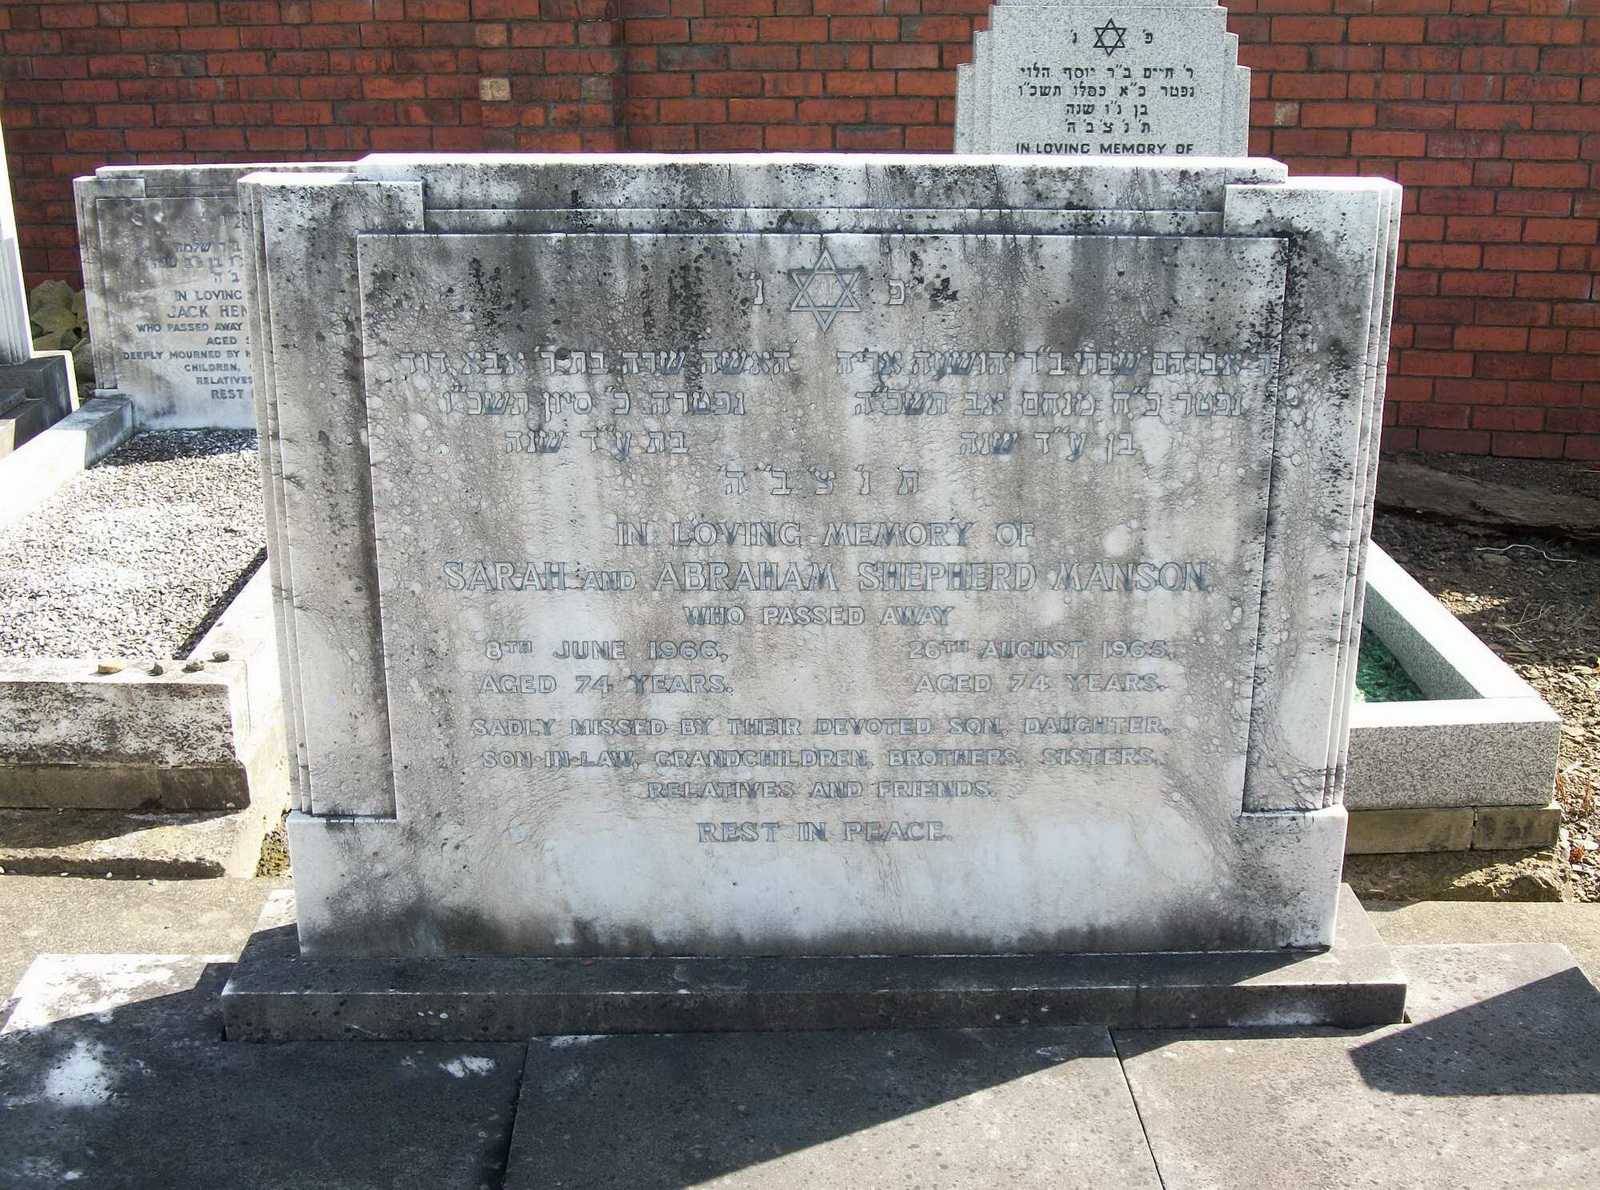 פ נ
ר' חיים ב"ר יוסף הלוי
נפטר כ"א כסלו תשכ"ו
בן נ"ו שנה
ת' נ' צ' ב' ה'
IN LOVING MEMORY OF
ב"ר שלמה
IN LOVING
JACK
WHO PASSED AWAY
AGED
DEEPLY MOURNED BY
CHILDREN,
RELATIVES
REST
פ נ
ר' אברהם שבתי ב"ר יהושע אריה האשה שרה בת ר' אבא דוד
נפטר כ"ח מנחם אב תשכ"ה נפטרה כ' סיון תשכ"ו
בן ע"ד שנה בת ע"ד שנה
ת' נ' צ' ב' ה'
IN LOVING MEMORY OF
SARAH AND ABRAHAM SHEPHERD MANSON.
WHO PASSED AWAY
8TH JUNE 1966, 26TH AUGUST 1965,
AGED 74 YEARS. AGED 74 YEARS.
SADLY MISSED BY THEIR DEVOTED SON, DAUGHTER,
SON-IN-LAW, GRANDCHILDREN, BROTHERS, SISTERS,
RELATIVES AND FRIENDS.
REST IN PEACE.